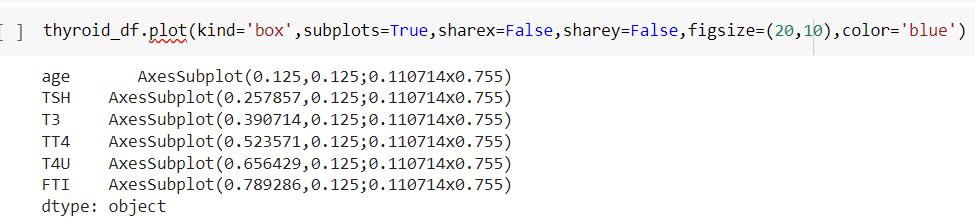 [ ] thyroid_df.plot(kind='box',subplots=True,sharex=False,sharey=False,figsize=(20,10),color='blue')
age AxesSubplot(0.125,0.125;0.110714x0.755)
TSH AxesSubplot(0.257857,0.125;0.110714x0.755)
T3 AxesSubplot(0.390714,0.125;0.110714x0.755)
TT4 AxesSubplot(0.523571,0.125;0.110714x0.755)
T4U AxesSubplot(0.656429,0.125;0.110714x0.755)
FTI AxesSubplot(0.789286,0.125;0.110714x0.755)
dtype: object